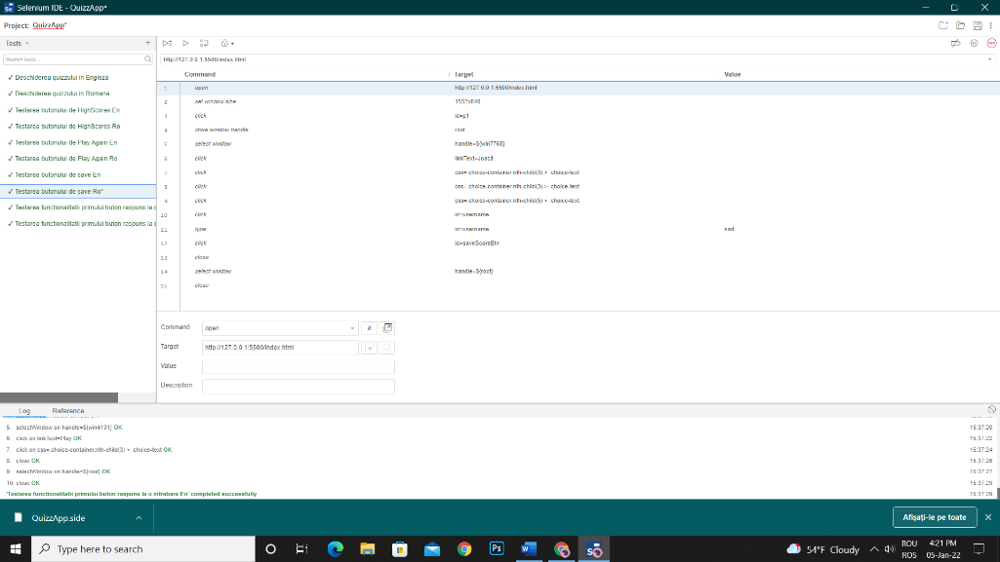 Selenium IDE - QuizzApp*
Project: QuizzApp*
Tests
Search tests...
✓ Deschiderea quizzului in Engleza
✓ Deschiderea quizzului in Romana
✓ Testarea butonului de HighScores En
✓ Testarea butonului de HighScores Ro
✓ Testarea butonului de Play Again En
✓ Testarea butonului de Play Again Ro
✓ Testarea butonului de save En
✓ Testarea butonului de save Ro*
✓ Testarea functionalitatii primului buton raspuns la o
✓ Testarea functionalitatii primului buton raspuns la o
http://127.0.0.1:5500/index.html
Command Target Value
1 open http://127.0.0.1:5500/index.html
2 set window size 1552x840
3 click id=p1
4 store window handle root
5 select window handle=${win7768}
6 click linkText=Joacă
7 click css=.choice-container:nth-child(3) > .choice-text
8 click css=.choice-container:nth-child(3) > .choice-text
9 click css=.choice-container:nth-child(5) > .choice-text
10 click id=username
11 type id=username sad
12 click id=saveScoreBtn
13 close
14 select window handle=${root}
15 close
Command open //
Target http://127.0.0.1:5500/index.html
Value
Description
Log Reference
5. selectWindow on handle=${win4131} OK 15:37:20
6. click on linkText=Play OK 15:37:22
7. click on css=.choice-container:nth-child(3) > .choice-text OK 15:37:24
8. close OK 15:37:26
9. selectWindow on handle=${root} OK 15:37:27
10. close OK 15:37:29
'Testarea functionalitatii primului buton raspuns la o intrebare En' completed successfully 15:37:29
QuizzApp.side
Afișați-le pe toate
Type here to search
54°F Cloudy
ROU
ROS
4:21 PM
05-Jan-22